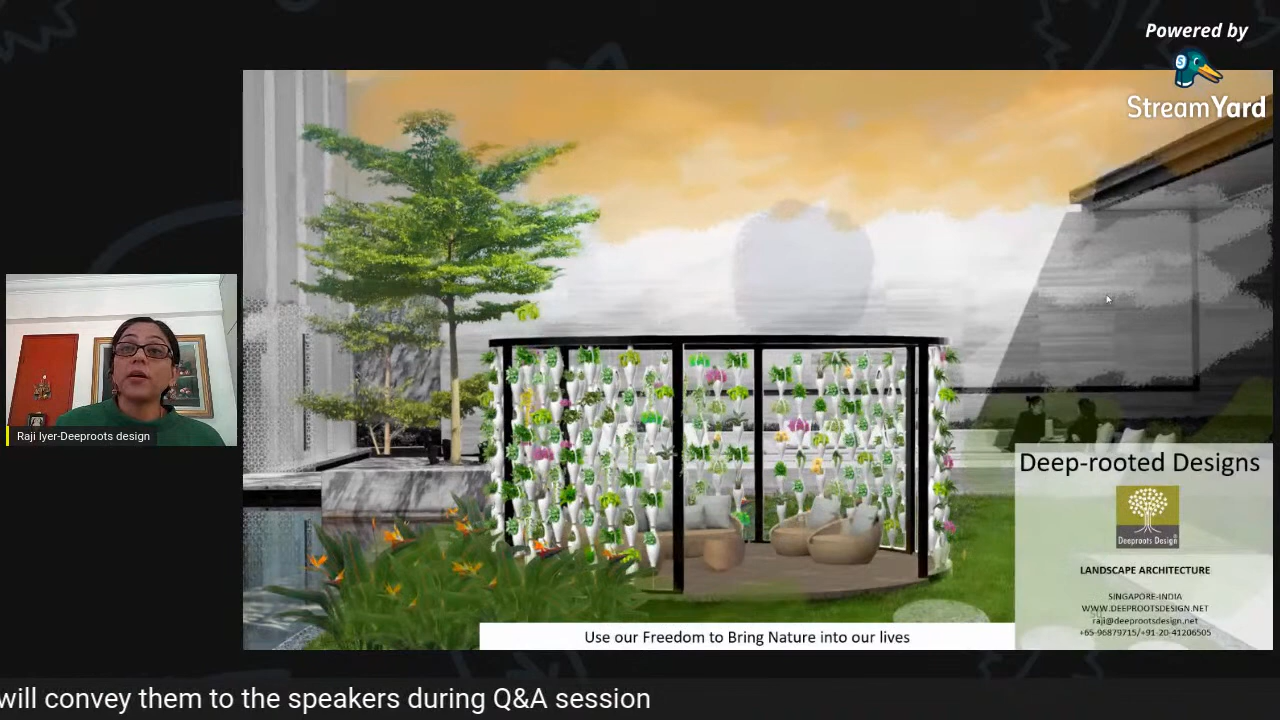 Powered by
StreamYard
Raji Iyer-Deeproots design
Deep-rooted Designs
Deeproots Design
LANDSCAPE ARCHITECTURE
SINGAPORE-INDIA
WWW.DEEPROOTSDESIGN.NET
raji@deeprootsdesign.net
+65-96879715/+91-20-41206505
Use our Freedom to Bring Nature into our lives
will convey them to the speakers during Q&A session